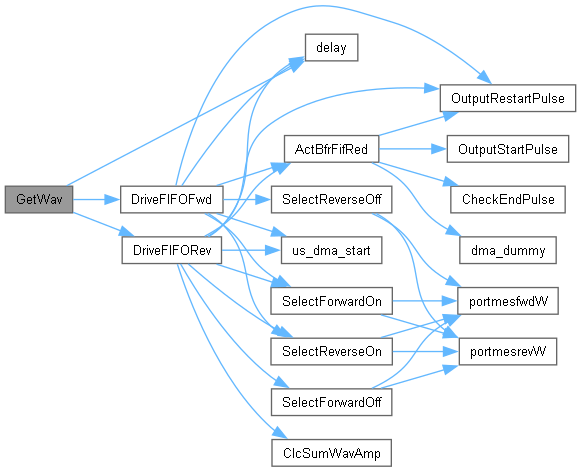 GetWav
DriveFIFOFwd
DriveFIFORev
delay
ActBfrFifRed
SelectReverseOff
us_dma_start
SelectForwardOn
SelectReverseOn
SelectForwardOff
ClcSumWavAmp
OutputRestartPulse
OutputStartPulse
CheckEndPulse
dma_dummy
portmesfwdW
portmesrevW